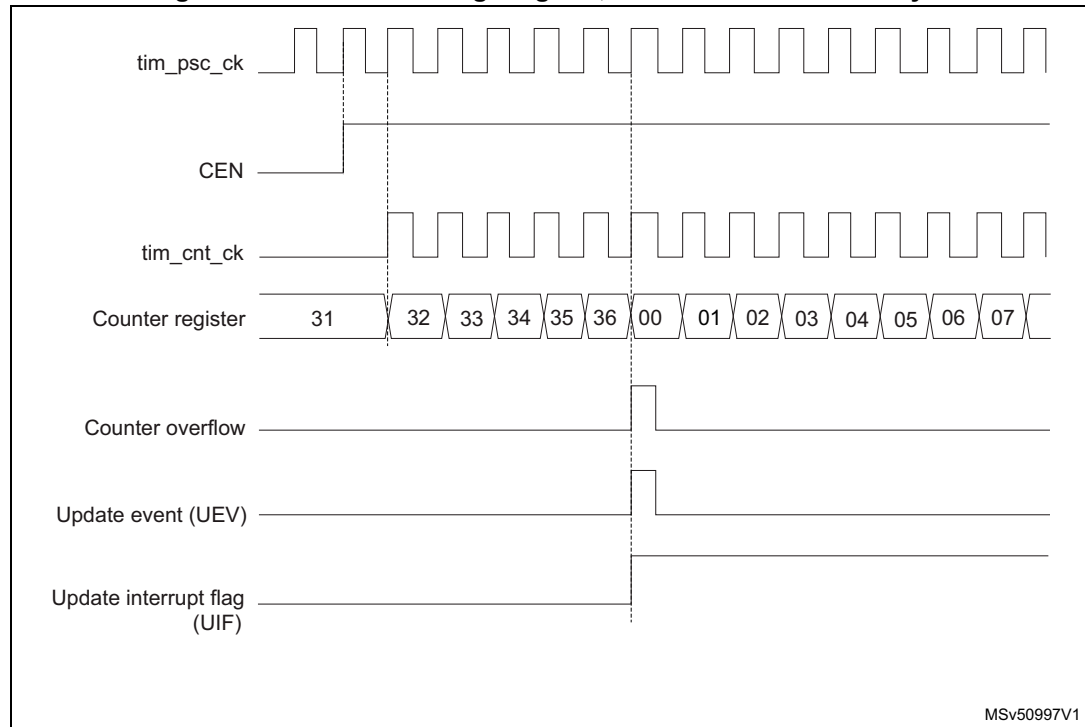 tim_psc_ck
CEN
tim_cnt_ck
Counter register 31 32 33 34 35 36 00 01 02 03 04 05 06 07
Counter overflow
Update event (UEV)
Update interrupt flag
(UIF)
MSv50997V1